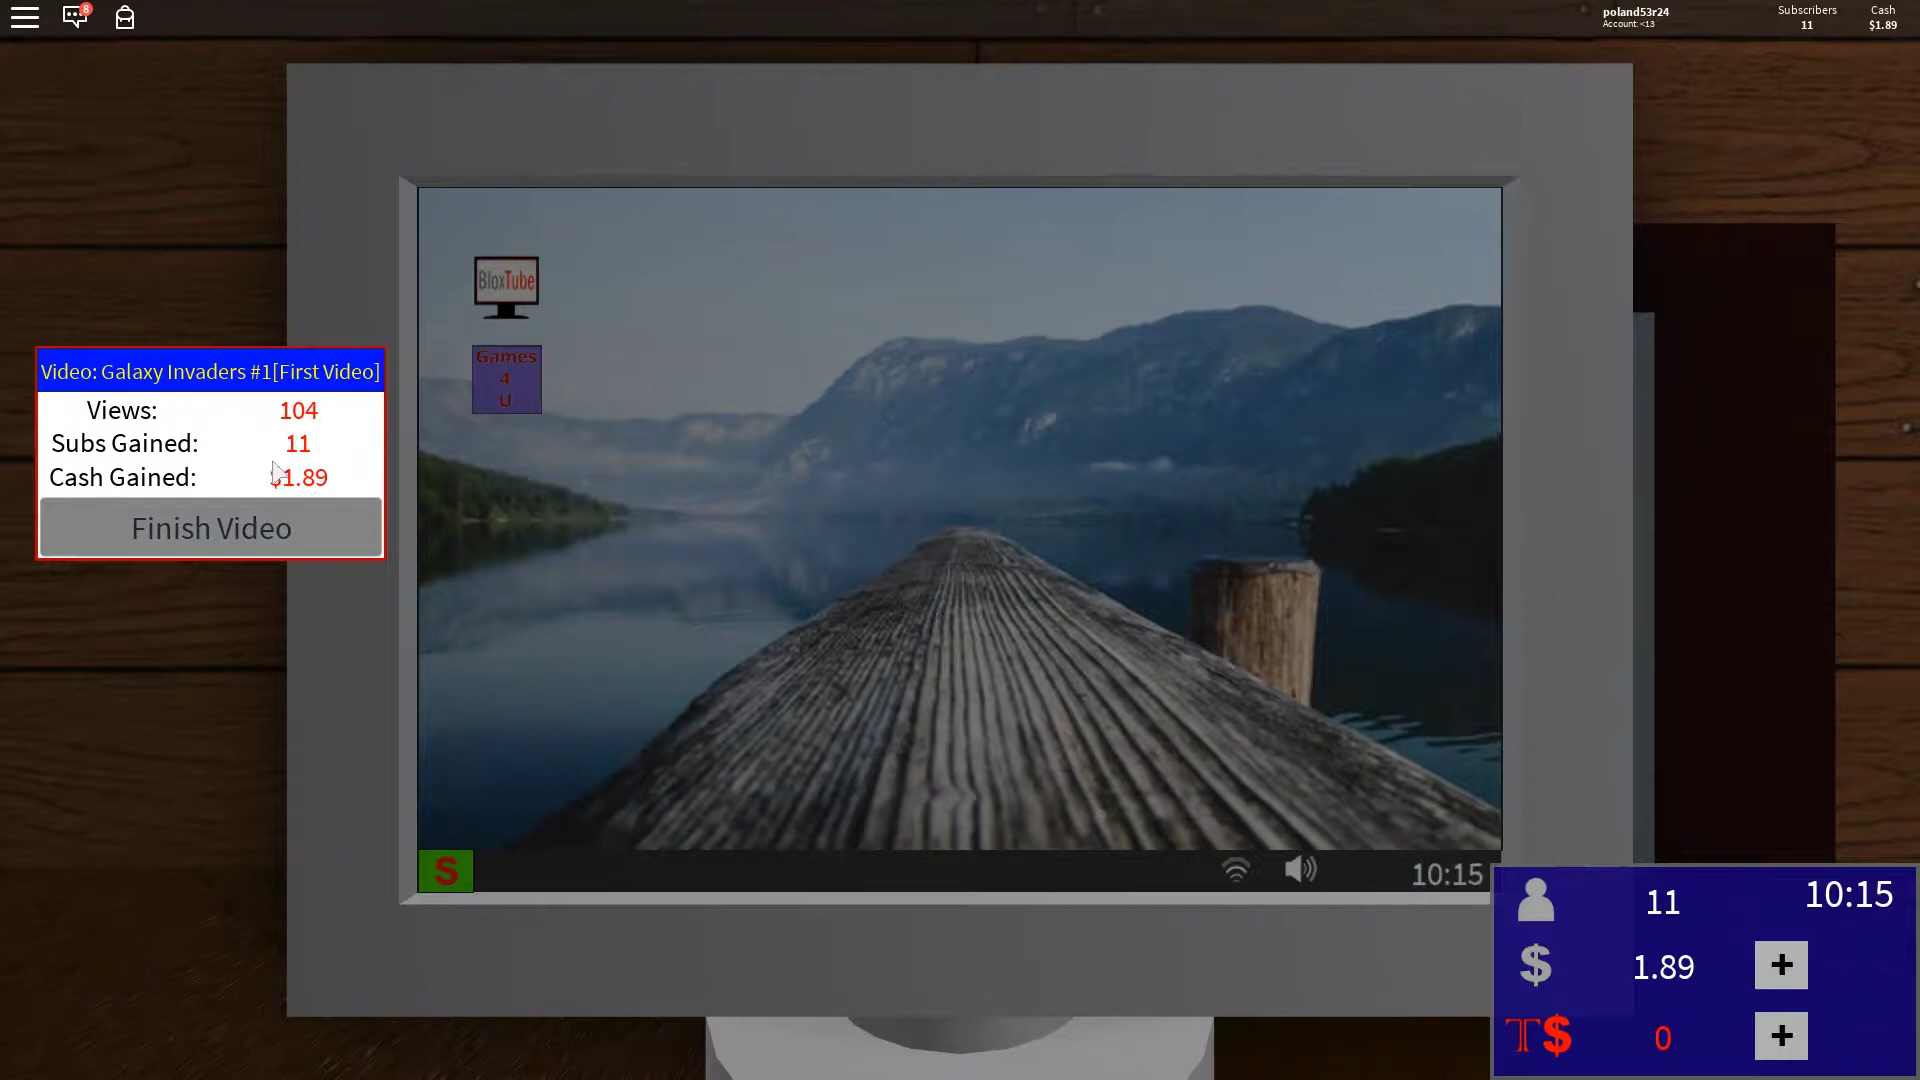 8
poland53r24
Account: <13
Subscribers
11
Cash
$1.89
BloxTube
Games
4
U
Video: Galaxy Invaders #1[First Video]
Views: 104
Subs Gained: 11
Cash Gained: $1.89
Finish Video
S
10:15
11
10:15
$ 1.89 +
T$ 0 +